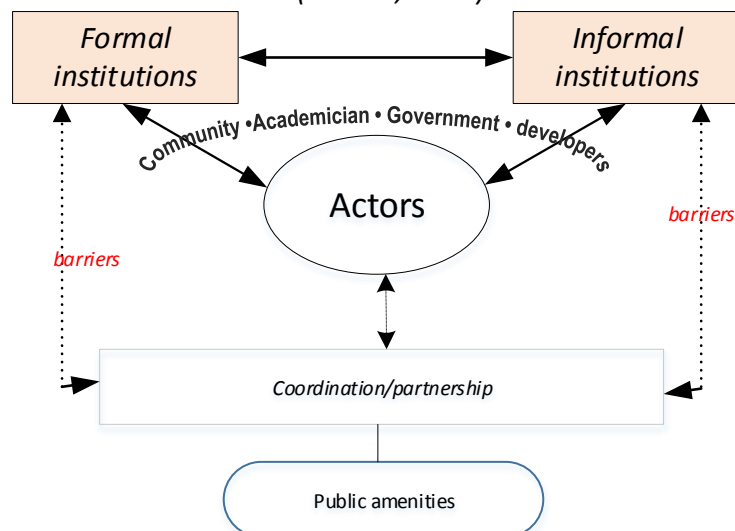 Formal
institutions
Informal
institutions
Community •Academician • Government • developers
Actors
barriers
barriers
Coordination/partnership
Public amenities